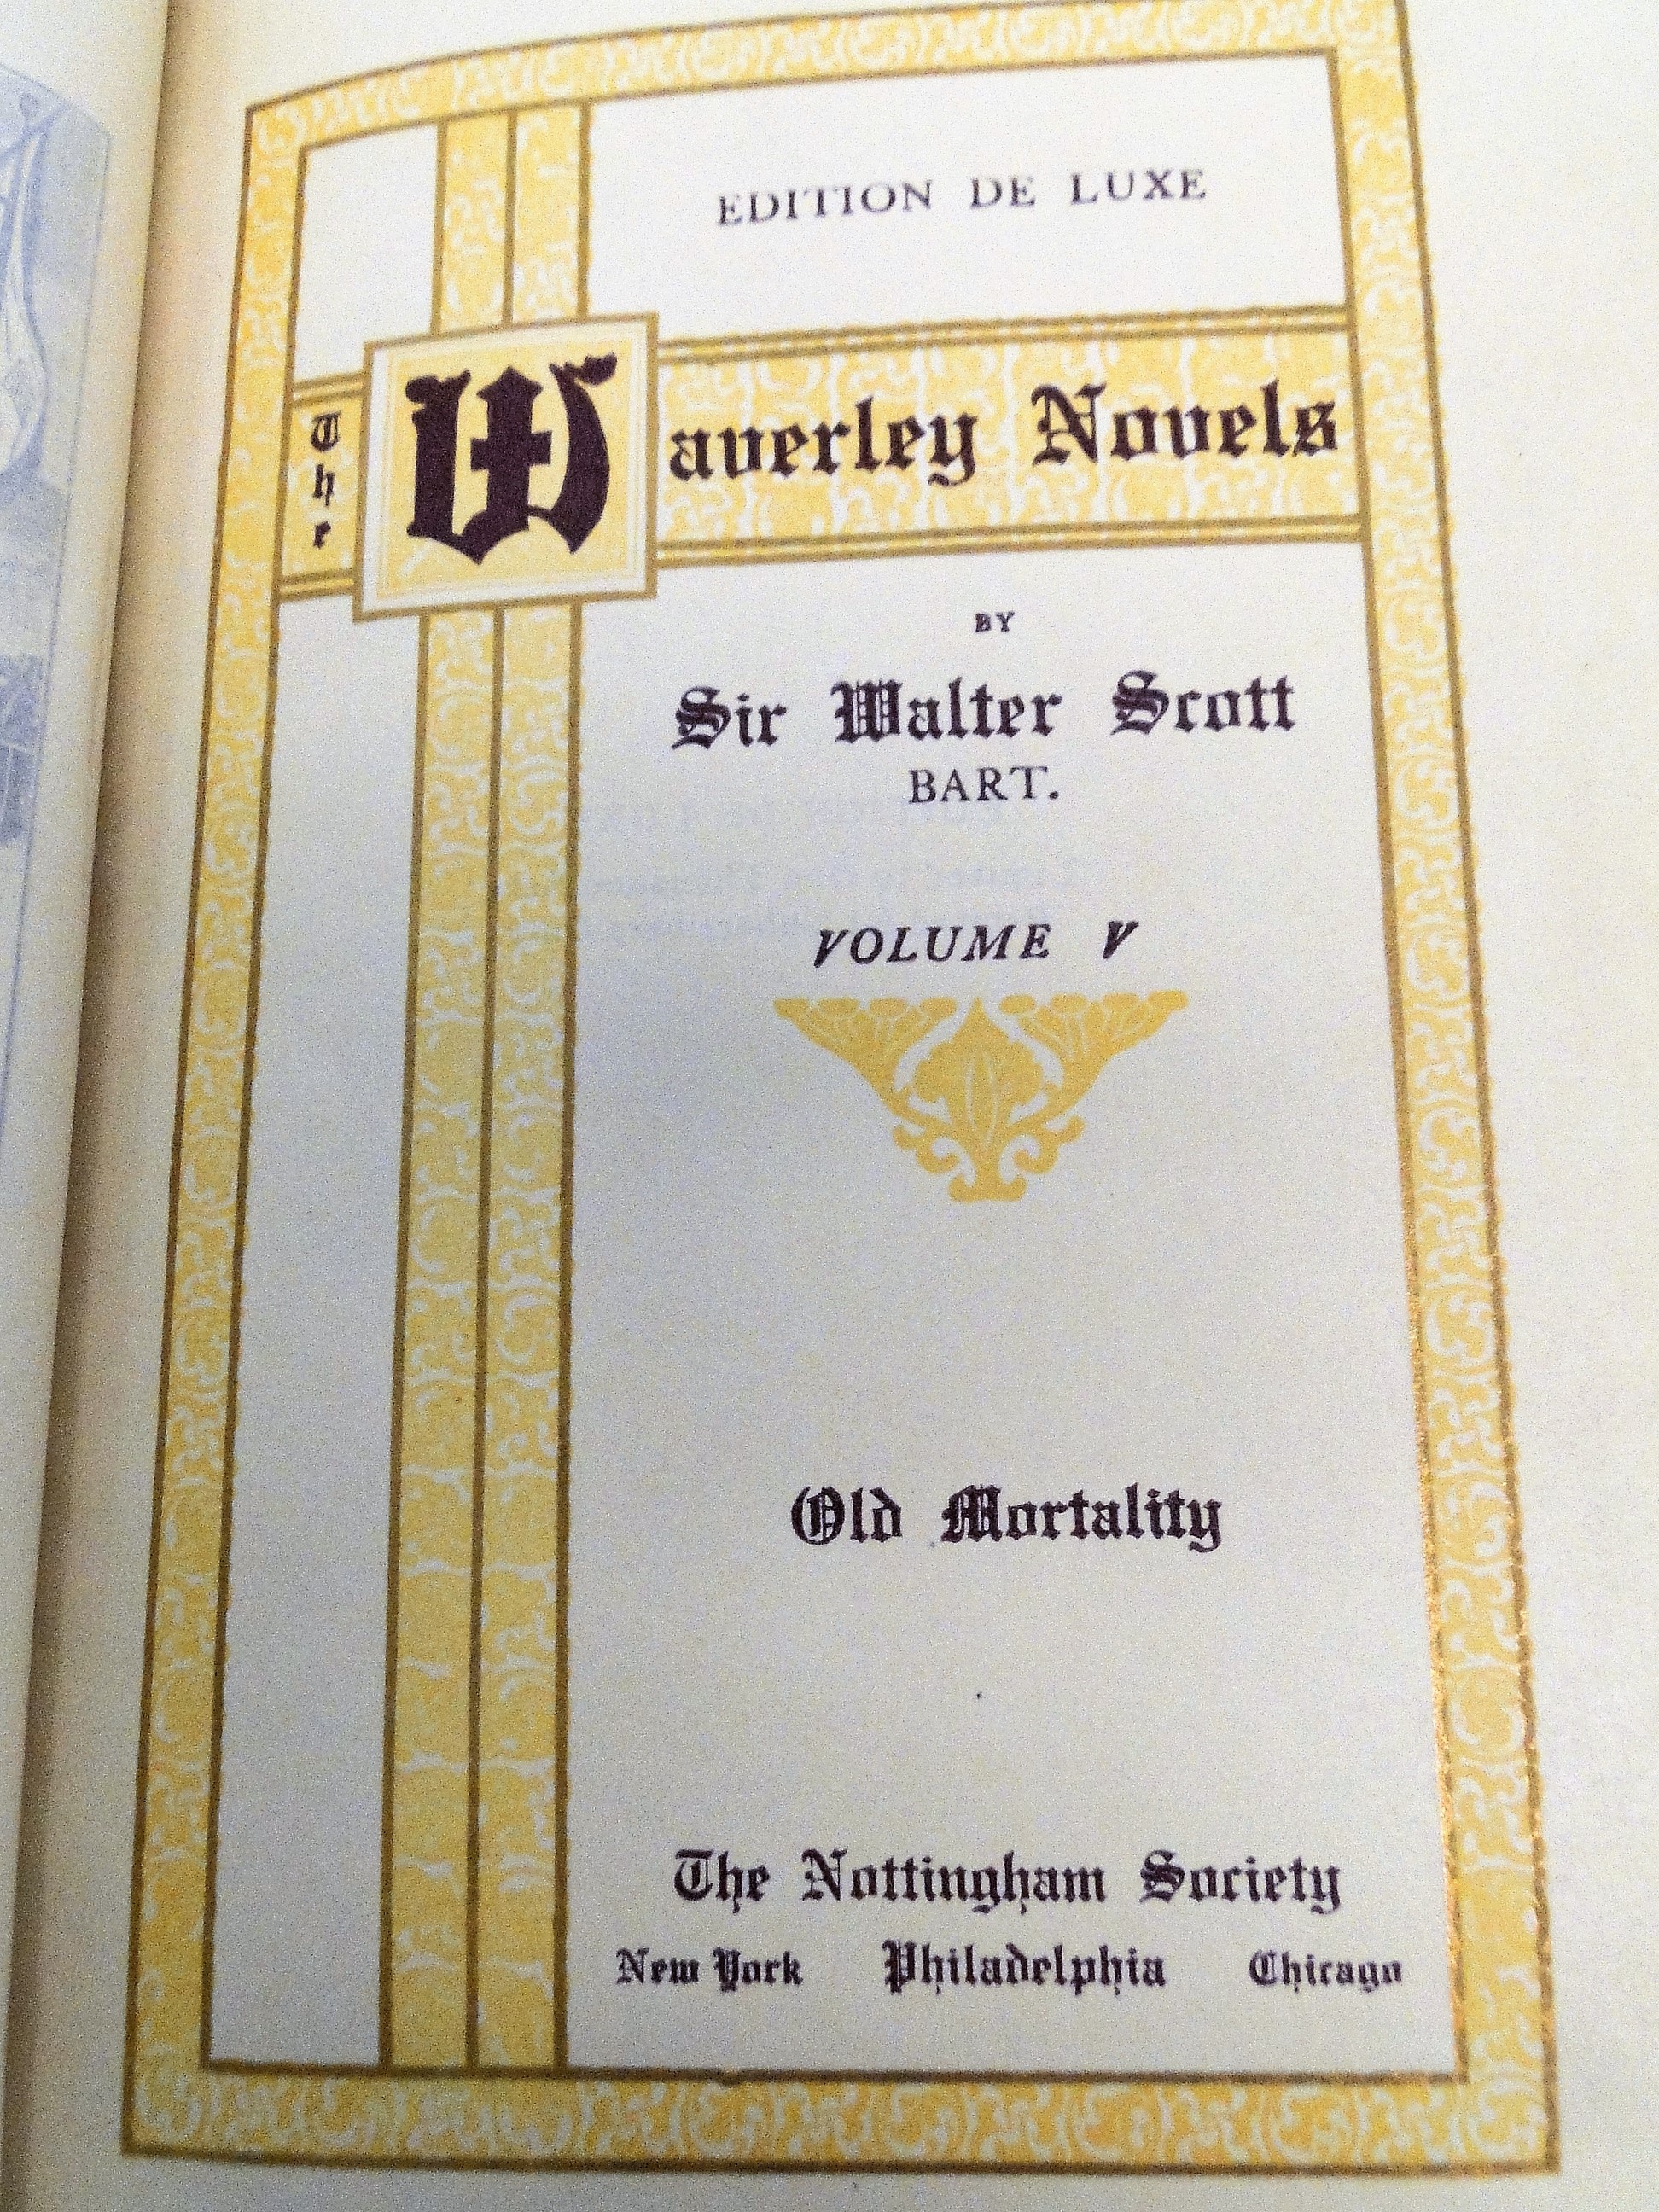 EDITION DE LUXE
The Waverley Novels
BY
Sir Walter Scott
BART.
VOLUME V
Old Mortality
The Nottingham Society
New York Philadelphia Chicago